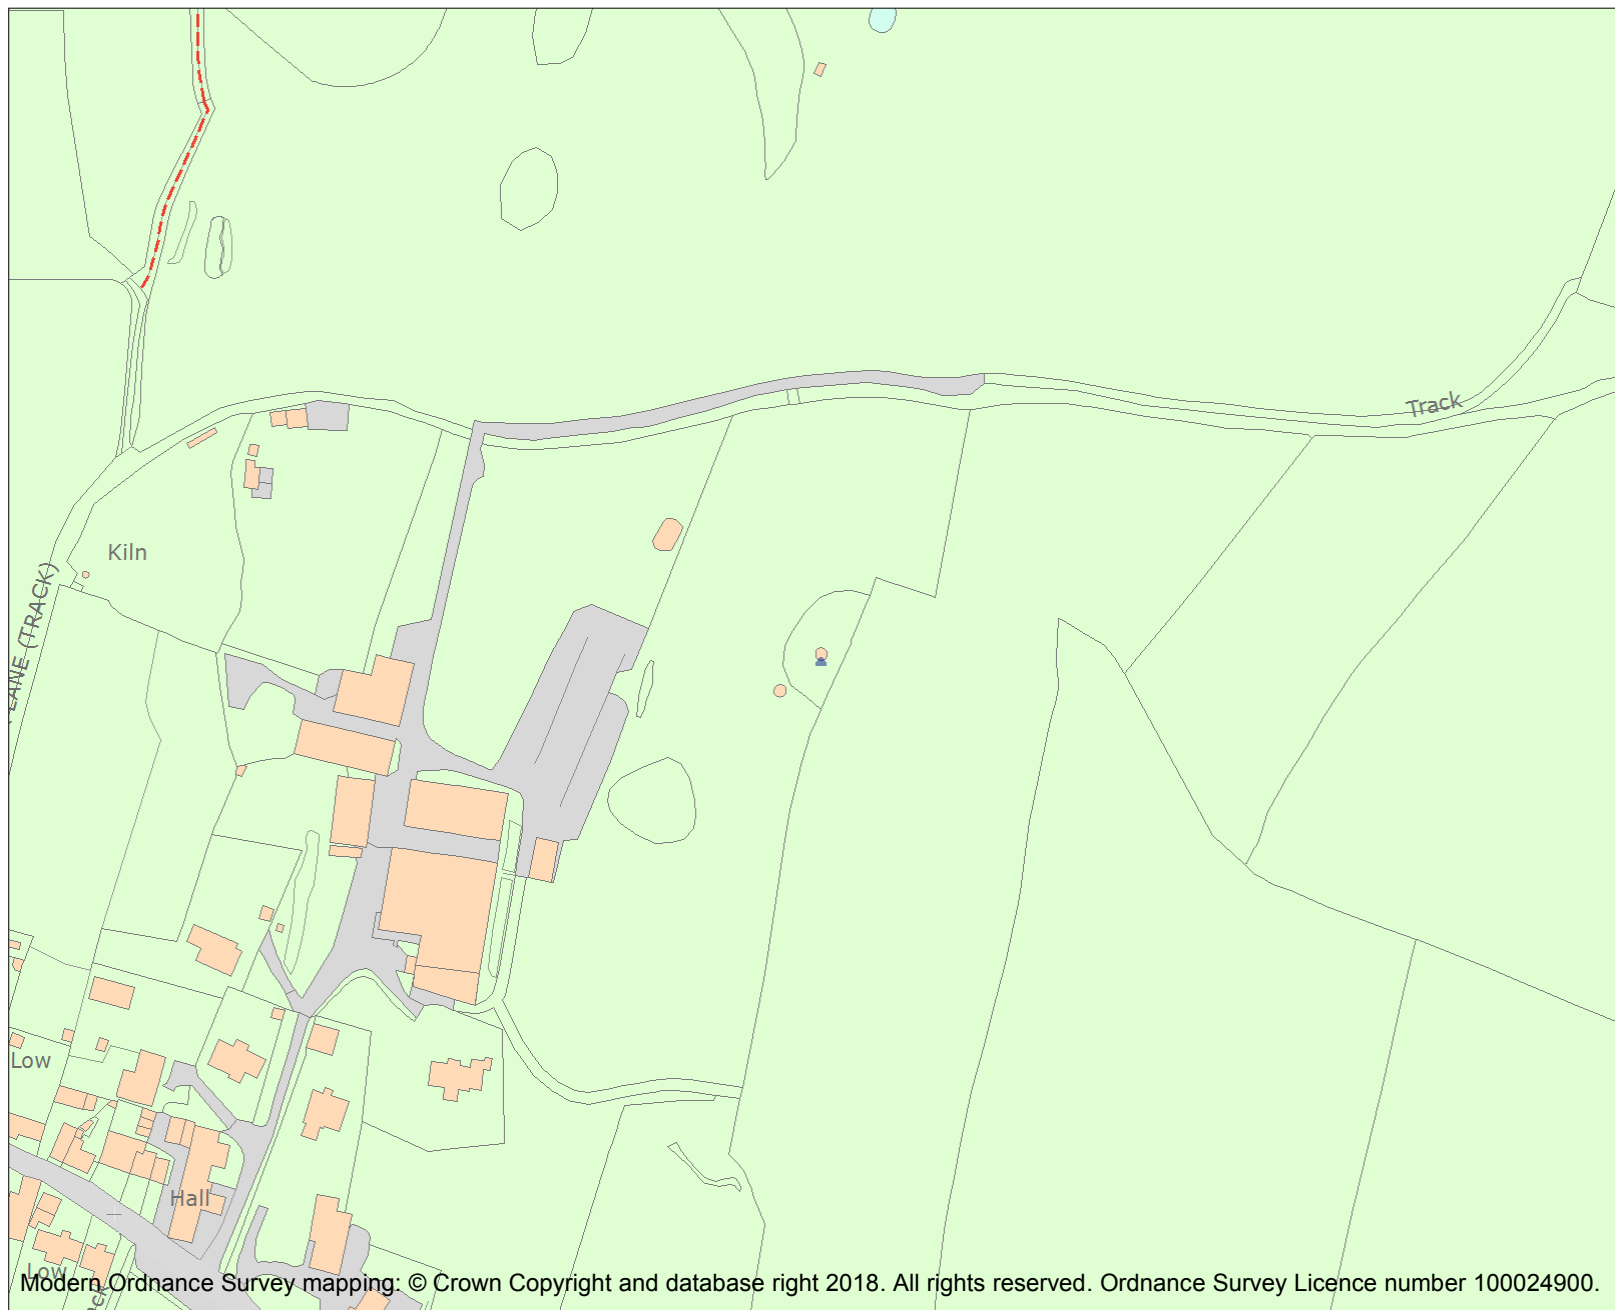 Track
Kiln
LANE (TRACK)
Low
Hall
Low
Modern Ordnance Survey mapping: © Crown Copyright and database right 2018. All rights reserved. Ordnance Survey Licence number 100024900.